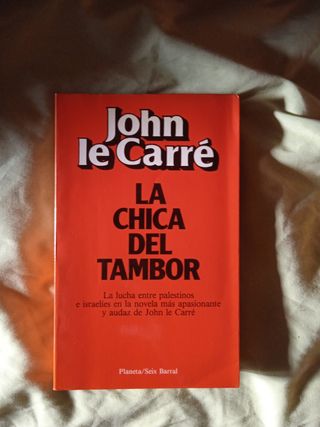 John
le Carré
LA
CHICA
DEL
TAMBOR
La lucha entre palestinos
e israelíes en la novela más apasionante
y audaz de John le Carré
Planeta/Seix Barral